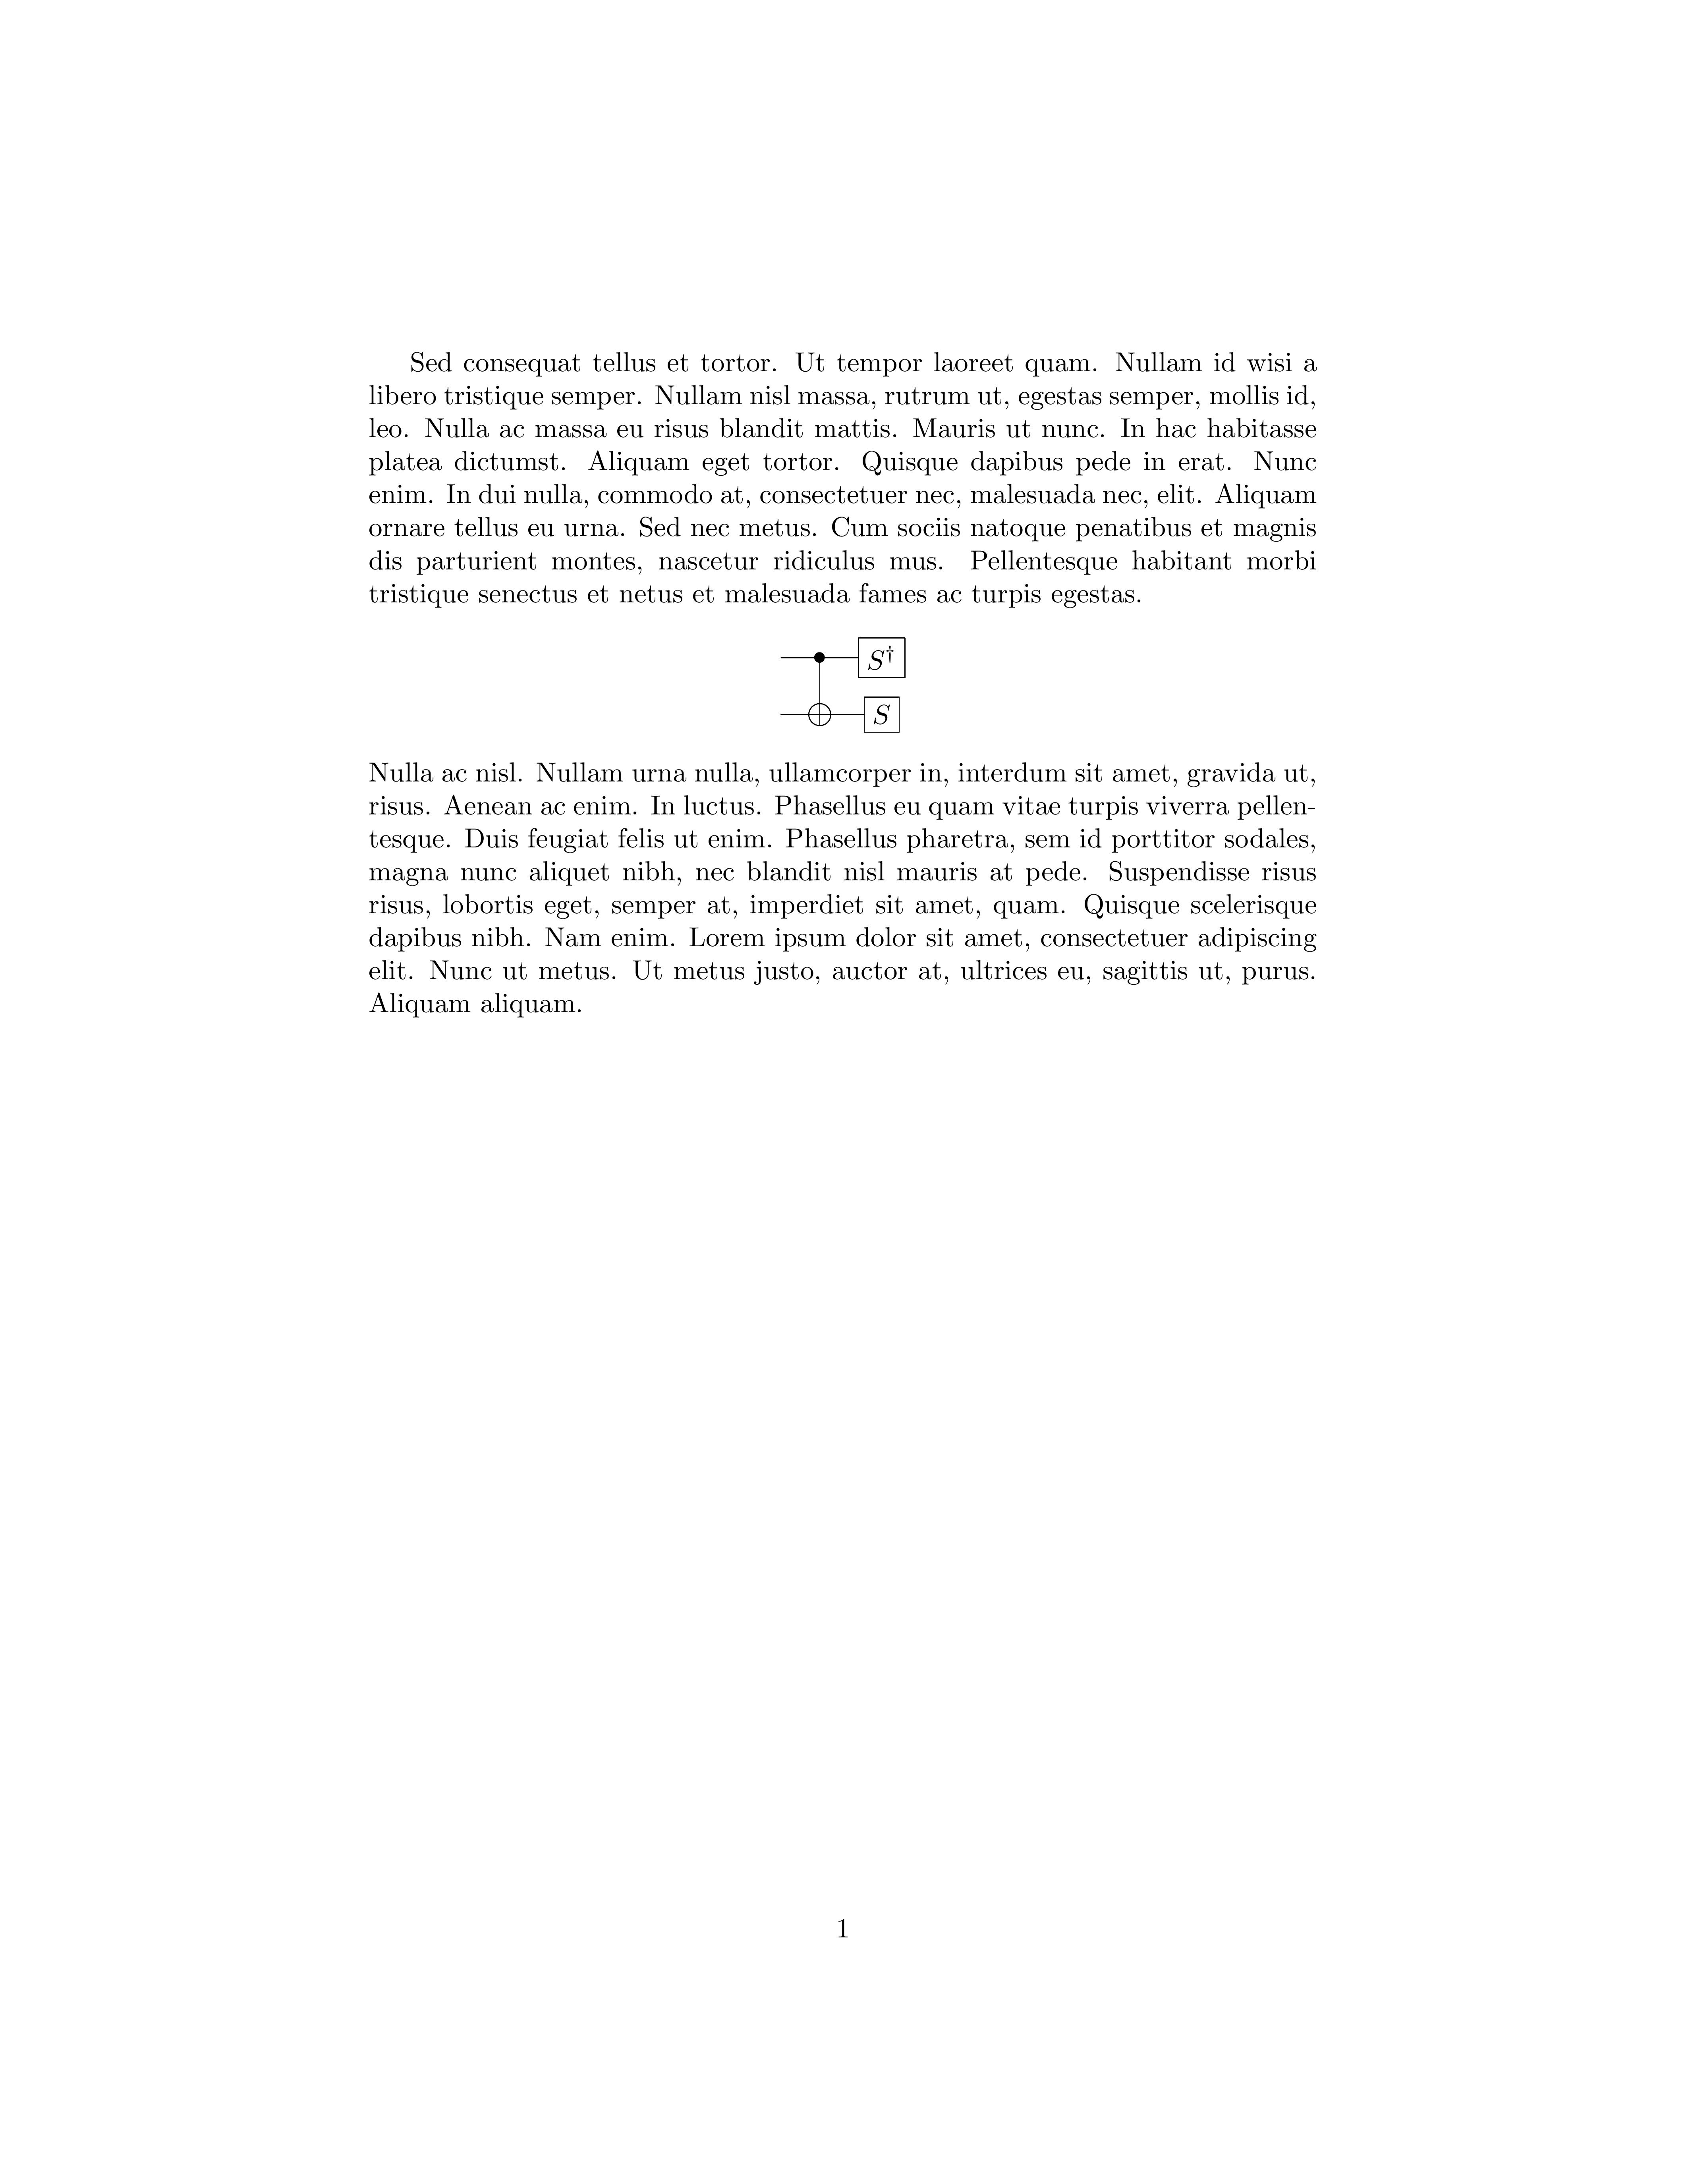 Sed consequat tellus et tortor. Ut tempor laoreet quam. Nullam id wisi a
libero tristique semper. Nullam nisl massa, rutrum ut, egestas semper, mollis id,
leo. Nulla ac massa eu risus blandit mattis. Mauris ut nunc. In hac habitasse
platea dictumst. Aliquam eget tortor. Quisque dapibus pede in erat. Nunc
enim. In dui nulla, commodo at, consectetuer nec, malesuada nec, elit. Aliquam
ornare tellus eu urna. Sed nec metus. Cum sociis natoque penatibus et magnis
dis parturient montes, nascetur ridiculus mus. Pellentesque habitant morbi
tristique senectus et netus et malesuada fames ac turpis egestas.
S†
S
Nulla ac nisl. Nullam urna nulla, ullamcorper in, interdum sit amet, gravida ut,
risus. Aenean ac enim. In luctus. Phasellus eu quam vitae turpis viverra pellen-
tesque. Duis feugiat felis ut enim. Phasellus pharetra, sem id porttitor sodales,
magna nunc aliquet nibh, nec blandit nisl mauris at pede. Suspendisse risus
risus, lobortis eget, semper at, imperdiet sit amet, quam. Quisque scelerisque
dapibus nibh. Nam enim. Lorem ipsum dolor sit amet, consectetuer adipiscing
elit. Nunc ut metus. Ut metus justo, auctor at, ultrices eu, sagittis ut, purus.
Aliquam aliquam.
1